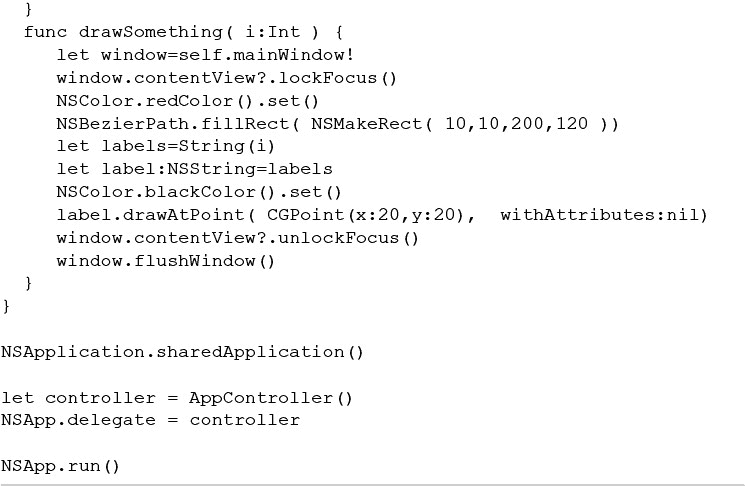 }
func drawSomething( i:Int ) {
let window=self.mainWindow!
window.contentView?.lockFocus()
NSColor.redColor().set()
NSBezierPath.fillRect( NSMakeRect( 10,10,200,120 ))
let labels=String(i)
let label:NSString=labels
NSColor.blackColor().set()
label.drawAtPoint( CGPoint(x:20,y:20),  withAttributes:nil)
window.contentView?.unlockFocus()
window.flushWindow()
}
}
NSApplication.sharedApplication()
let controller = AppController()
NSApp.delegate = controller
NSApp.run()